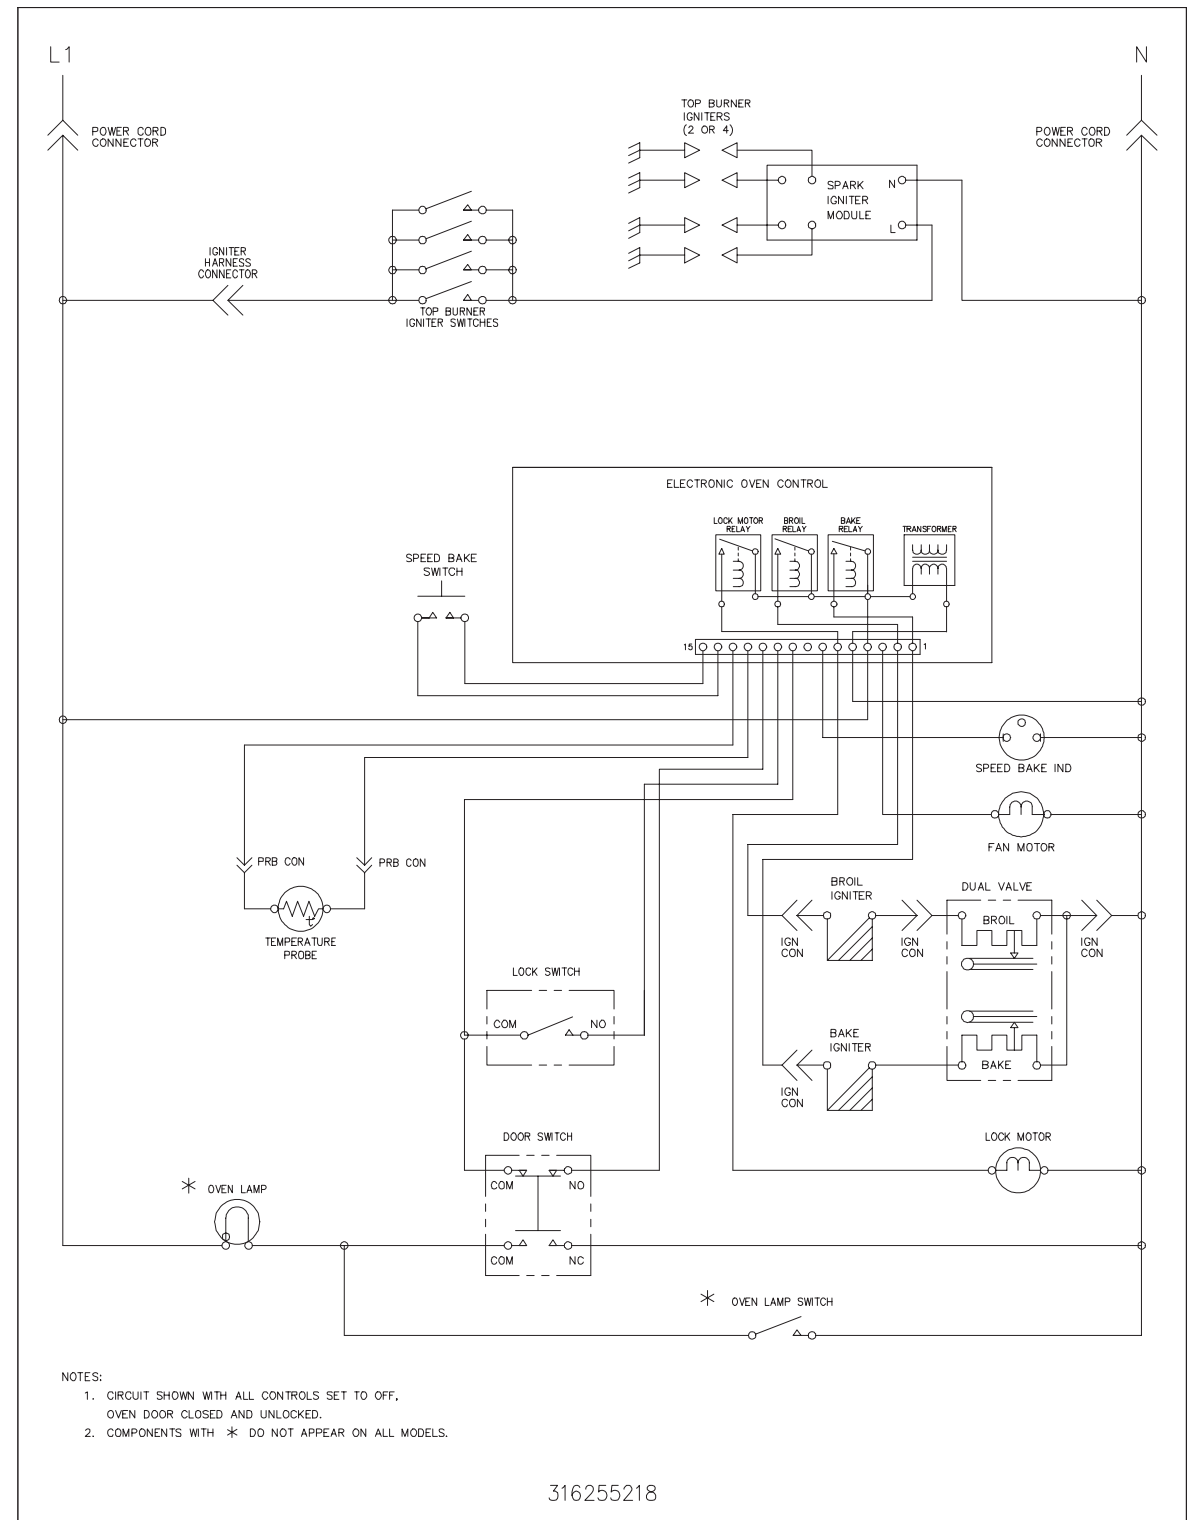 L1
N
POWER CORD
CONNECTOR
POWER CORD
CONNECTOR
TOP BURNER
IGNITERS
(2 OR 4)
SPARK
IGNITER
MODULE
N
L
IGNITER
HARNESS
CONNECTOR
TOP BURNER
IGNITER SWITCHES
ELECTRONIC OVEN CONTROL
LOCK MOTOR
RELAY
BROIL
RELAY
BAKE
RELAY
TRANSFORMER
SPEED BAKE
SWITCH
15
1
SPEED BAKE IND
FAN MOTOR
PRB CON
PRB CON
t
TEMPERATURE
PROBE
BROIL
IGNITER
DUAL VALVE
BROIL
IGN
CON
IGN
CON
IGN
CON
LOCK SWITCH
COM
NO
BAKE
IGNITER
BAKE
IGN
CON
DOOR SWITCH
COM
NO
COM
NC
LOCK MOTOR
* OVEN LAMP
* OVEN LAMP SWITCH
NOTES:
1. CIRCUIT SHOWN WITH ALL CONTROLS SET TO OFF,
OVEN DOOR CLOSED AND UNLOCKED.
2. COMPONENTS WITH * DO NOT APPEAR ON ALL MODELS.
316255218